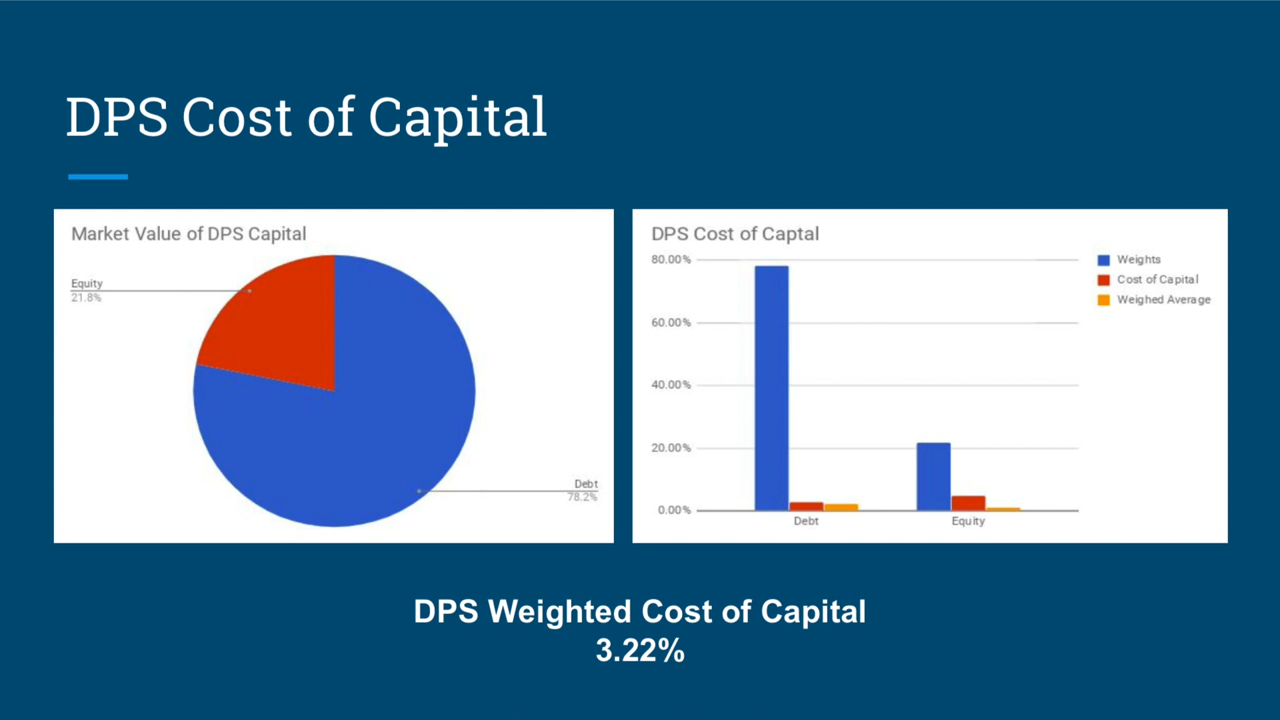 DPS Cost of Capital
Market Value of DPS Capital
Equity
21.8%
Debt
78.2%
DPS Cost of Captal
80.00%
60.00%
40.00%
20.00%
0.00%
Debt
Equity
Weights
Cost of Capital
Weighed Average
DPS Weighted Cost of Capital
3.22%